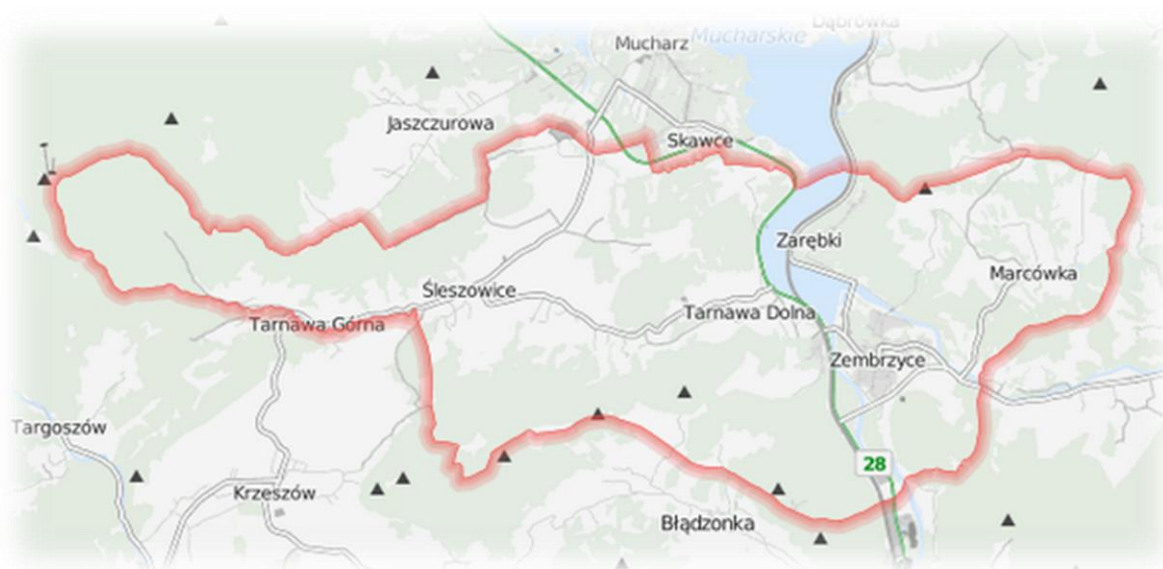 Dąbrówka
Mucharskie
Mucharz
Jaszczurowa
Skawce
Zarębki
Marcówka
Śleszowice
Tarnawa Górna
Tarnawa Dolna
Zembrzyce
Targoszów
28
Krzeszów
Błądzonka